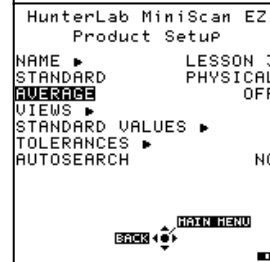 HunterLab MiniScan EZ
Product Setup
NAME ▶ LESSON
STANDARD PHYSICAL
AVERAGE OFF
VIEWS ▶
STANDARD VALUES ▶
TOLERANCES ▶
AUTOSEARCH NO
MAIN MENU
BACK